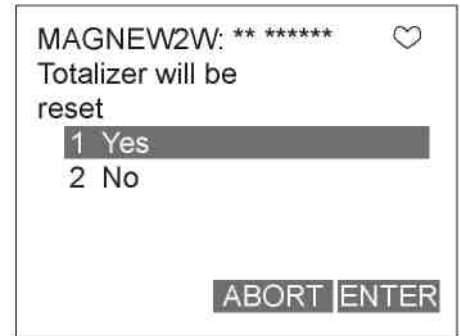 MAGNEW2W: ** ******
Totalizer will be
reset
1 Yes
2 No
ABORT ENTER